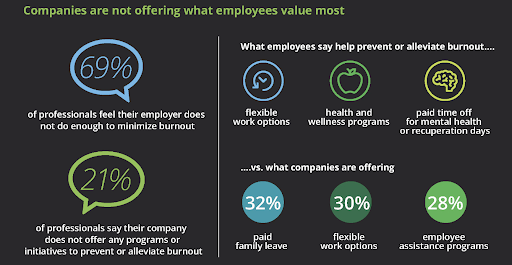 Companies are not offering what employees value most
69%
of professionals feel their employer does
not do enough to minimize burnout
21%
of professionals say their company
does not offer any programs or
initiatives to prevent or alleviate burnout
What employees say help prevent or alleviate burnout....
flexible
work options
health and
wellness programs
paid time off
for mental health
or recuperation days
....vs. what companies are offering
32%
paid
family leave
30%
flexible
work options
28%
employee
assistance programs